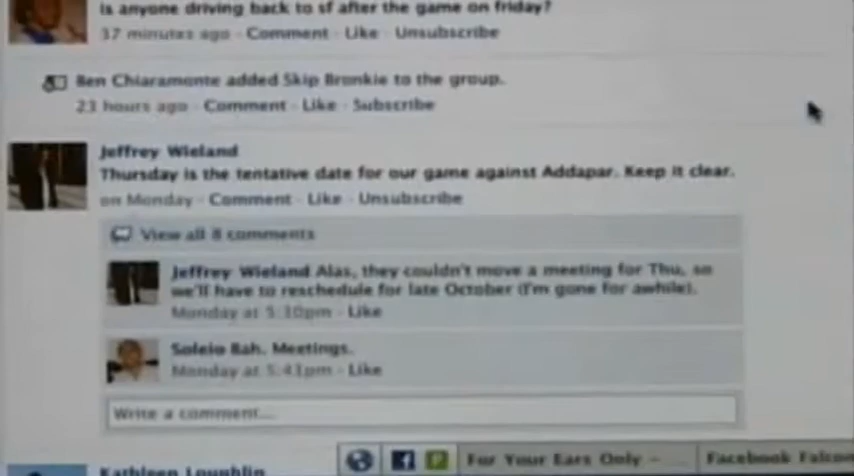 is anyone driving back to sf after the game on friday?
37 minutes ago · Comment · Like · Unsubscribe
Ben Chiaramonte added Skip Bronkie to the group.
23 hours ago · Comment · Like · Subscribe
Jeffrey Wieland
Thursday is the tentative date for our game against Addapar. Keep it clear.
on Monday · Comment · Like · Unsubscribe
View all 8 comments
Jeffrey Wieland Alas, they couldn't move a meeting for Thu, so
we'll have to reschedule for late October (I'm gone for awhile).
Monday at 5:10pm · Like
Soleio Bah. Meetings.
Monday at 5:41pm · Like
Write a comment...
Kathleen Loughlin
For Your Ears Only –
Facebook Falcon